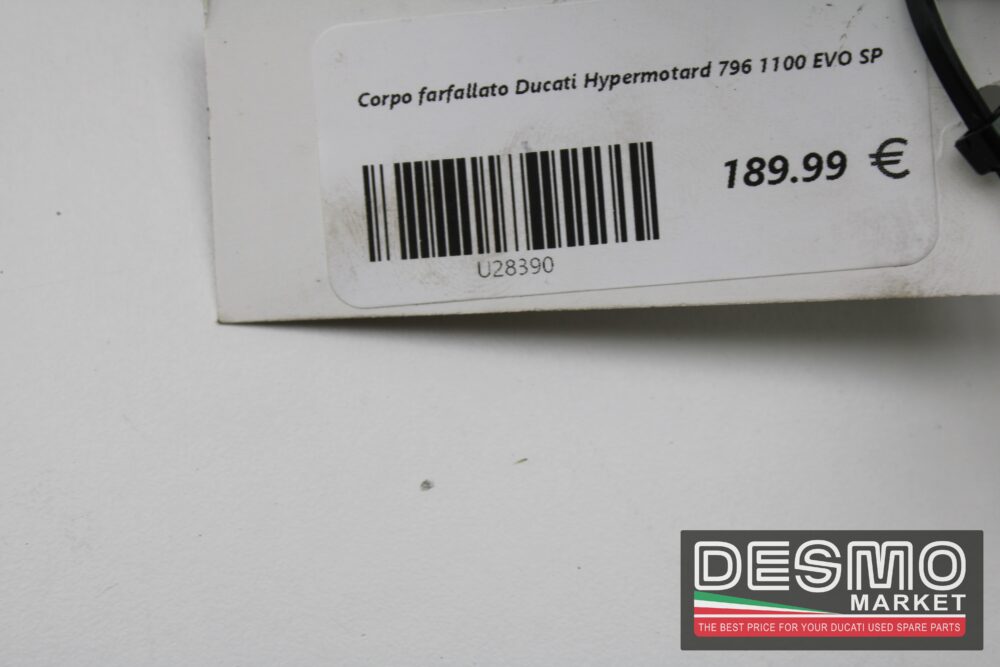 Corpo farfallato Ducati Hypermotard 796 1100 EVO SP
189.99 €
U28390
DESMO
MARKET
THE BEST PRICE FOR YOUR DUCATI USED SPARE PARTS